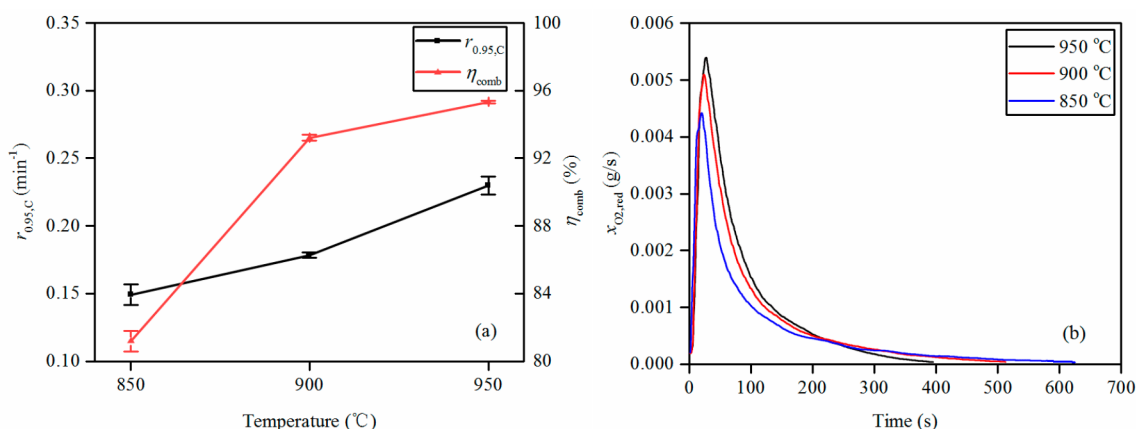 0.35
0.30
0.25
0.20
0.15
0.10
r0.95,C (min-1)
r0.95,C
ηcomb
100
96
92
88
84
80
ηcomb (%)
(a)
850
900
950
Temperature (℃)
0.006
0.005
0.004
0.003
0.002
0.001
0.000
xO2,red (g/s)
950 °C
900 °C
850 °C
(b)
0
100
200
300
400
500
600
700
Time (s)